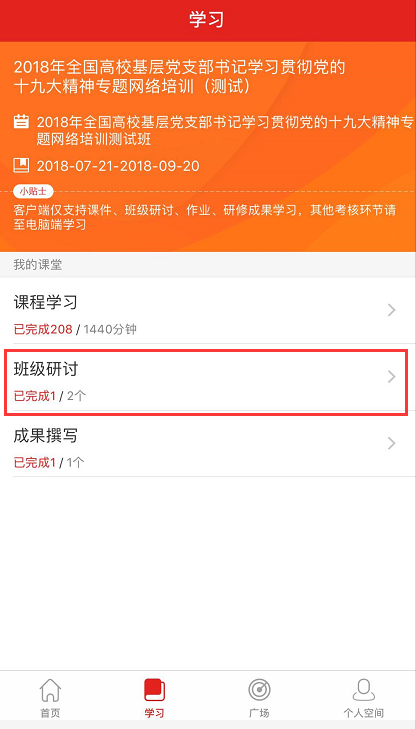 学习
2018年全国高校基层党支部书记学习贯彻党的
十九大精神专题网络培训（测试）
2018年全国高校基层党支部书记学习贯彻党的十九大精神专
题网络培训测试班
2018-07-21-2018-09-20
小贴士
客户端仅支持课件、班级研讨、作业、研修成果学习，其他考核环节请
至电脑端学习
我的课堂
课程学习
已完成208 / 1440分钟
班级研讨
已完成1 / 2个
成果撰写
已完成1 / 1个
首页 学习 广场 个人空间